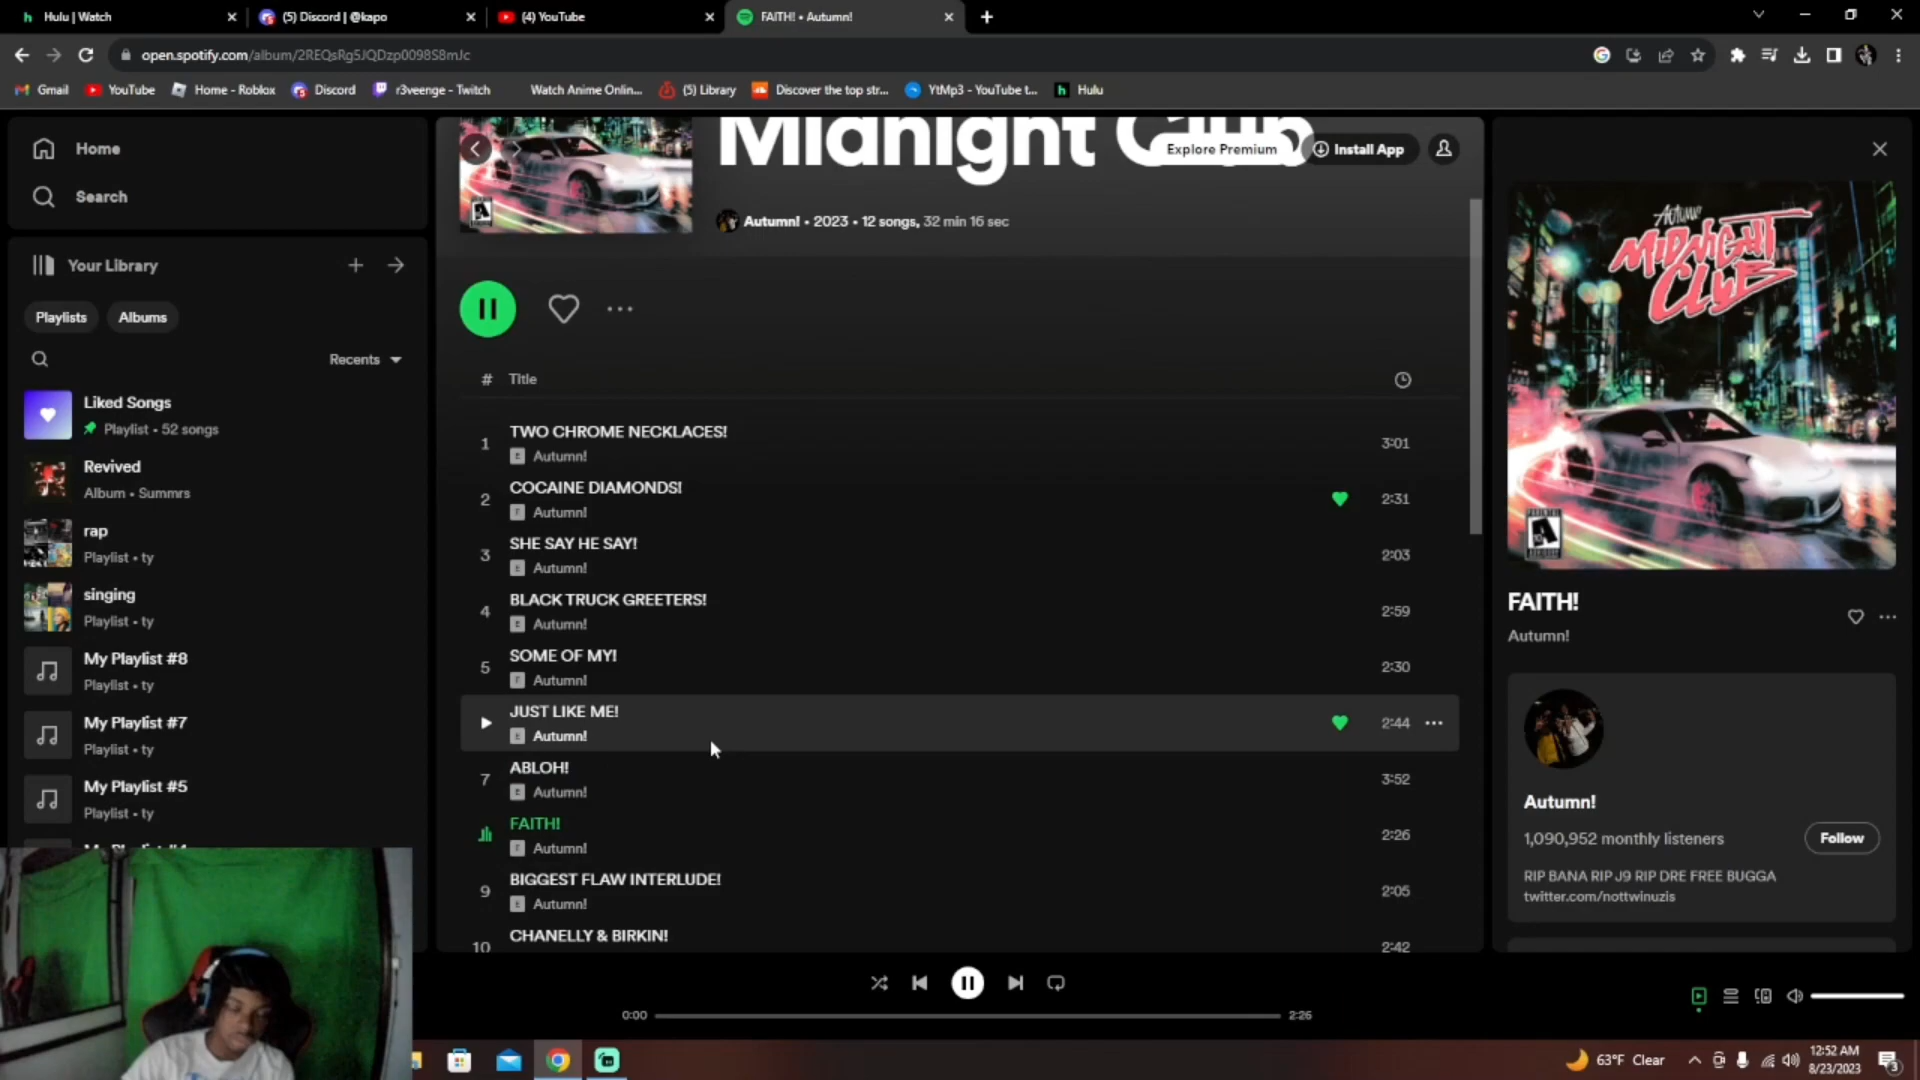 Hulu | Watch
(5) Discord | @kapo
(4) YouTube
FAITH! • Autumn!
open.spotify.com/album/2REQsRg5JQDzp0098S8mJc
Gmail
YouTube
Home - Roblox
Discord
r3veenge - Twitch
Watch Anime Onlin...
(5) Library
Discover the top str...
YtMp3 - YouTube t...
Hulu
Home
Search
Your Library
Playlists
Albums
Recents
Liked Songs
Playlist • 52 songs
Revived
Album • Summrs
rap
Playlist • ty
singing
Playlist • ty
My Playlist #8
Playlist • ty
My Playlist #7
Playlist • ty
My Playlist #5
Playlist • ty
Midnight Club
Explore Premium
Install App
Autumn! • 2023 • 12 songs, 32 min 16 sec
# Title
1 TWO CHROME NECKLACES! 3:01
E Autumn!
2 COCAINE DIAMONDS! 2:31
E Autumn!
3 SHE SAY HE SAY! 2:03
E Autumn!
4 BLACK TRUCK GREETERS! 2:59
E Autumn!
5 SOME OF MY! 2:30
E Autumn!
JUST LIKE ME! 2:44
E Autumn!
7 ABLOH! 3:52
E Autumn!
FAITH! 2:26
E Autumn!
9 BIGGEST FLAW INTERLUDE! 2:05
E Autumn!
10 CHANELLY & BIRKIN! 2:42
Autumn!
MIDNIGHT CLUB
FAITH!
Autumn!
Autumn!
1,090,952 monthly listeners
Follow
RIP BANA RIP J9 RIP DRE FREE BUGGA
twitter.com/nottwinuzis
0:00
2:26
63°F Clear
12:52 AM
8/23/2023
3